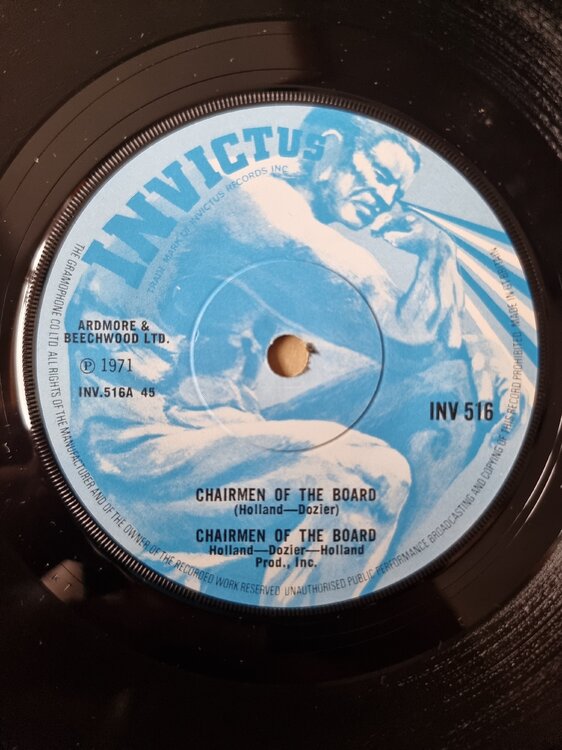 INVICTUS
TRADE MARK OF INVICTUS RECORDS INC
ARDMORE &
BEECHWOOD LTD.
Ⓟ 1971
INV.516A 45
INV 516
CHAIRMEN OF THE BOARD
(Holland—Dozier)
CHAIRMEN OF THE BOARD
Holland—Dozier—Holland
Prod., Inc.
THE GRAMOPHONE CO LTD. ALL RIGHTS OF THE MANUFACTURER AND OF THE OWNER OF THE RECORDED WORK RESERVED. UNAUTHORISED PUBLIC PERFORMANCE BROADCASTING AND COPYING OF THIS RECORD PROHIBITED. MADE IN GT BRITAIN